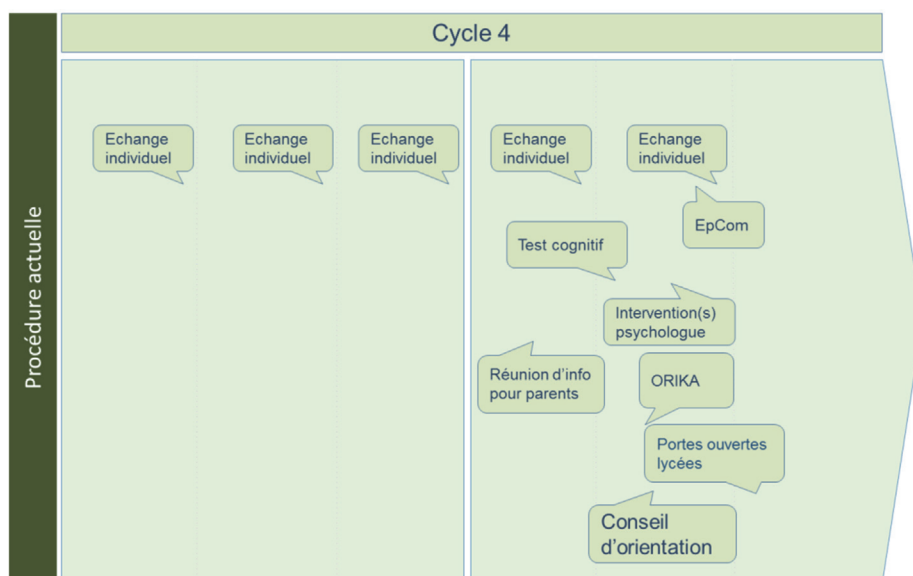 Cycle 4
Procédure actuelle
Echange
individuel
Echange
individuel
Echange
individuel
Echange
individuel
Echange
individuel
EpCom
Test cognitif
Intervention(s)
psychologue
Réunion d'info
pour parents
ORIKA
Portes ouvertes
lycées
Conseil
d'orientation